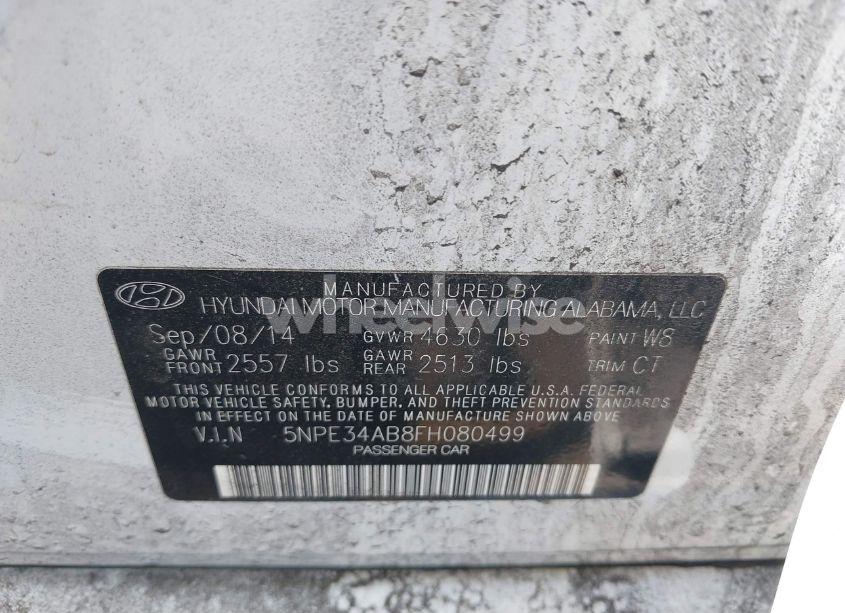 MANUFACTURED BY
HYUNDAI MOTOR MANUFACTURING ALABAMA, LLC
Sep/08/14 GVWR 4630 lbs PAINT W8
GAWR FRONT 2557 lbs GAWR REAR 2513 lbs TRIM CT
THIS VEHICLE CONFORMS TO ALL APPLICABLE U.S.A. FEDERAL
MOTOR VEHICLE SAFETY, BUMPER, AND THEFT PREVENTION STANDARDS
IN EFFECT ON THE DATE OF MANUFACTURE SHOWN ABOVE
V.I.N 5NPE34AB8FH080499
PASSENGER CAR
wheelwise